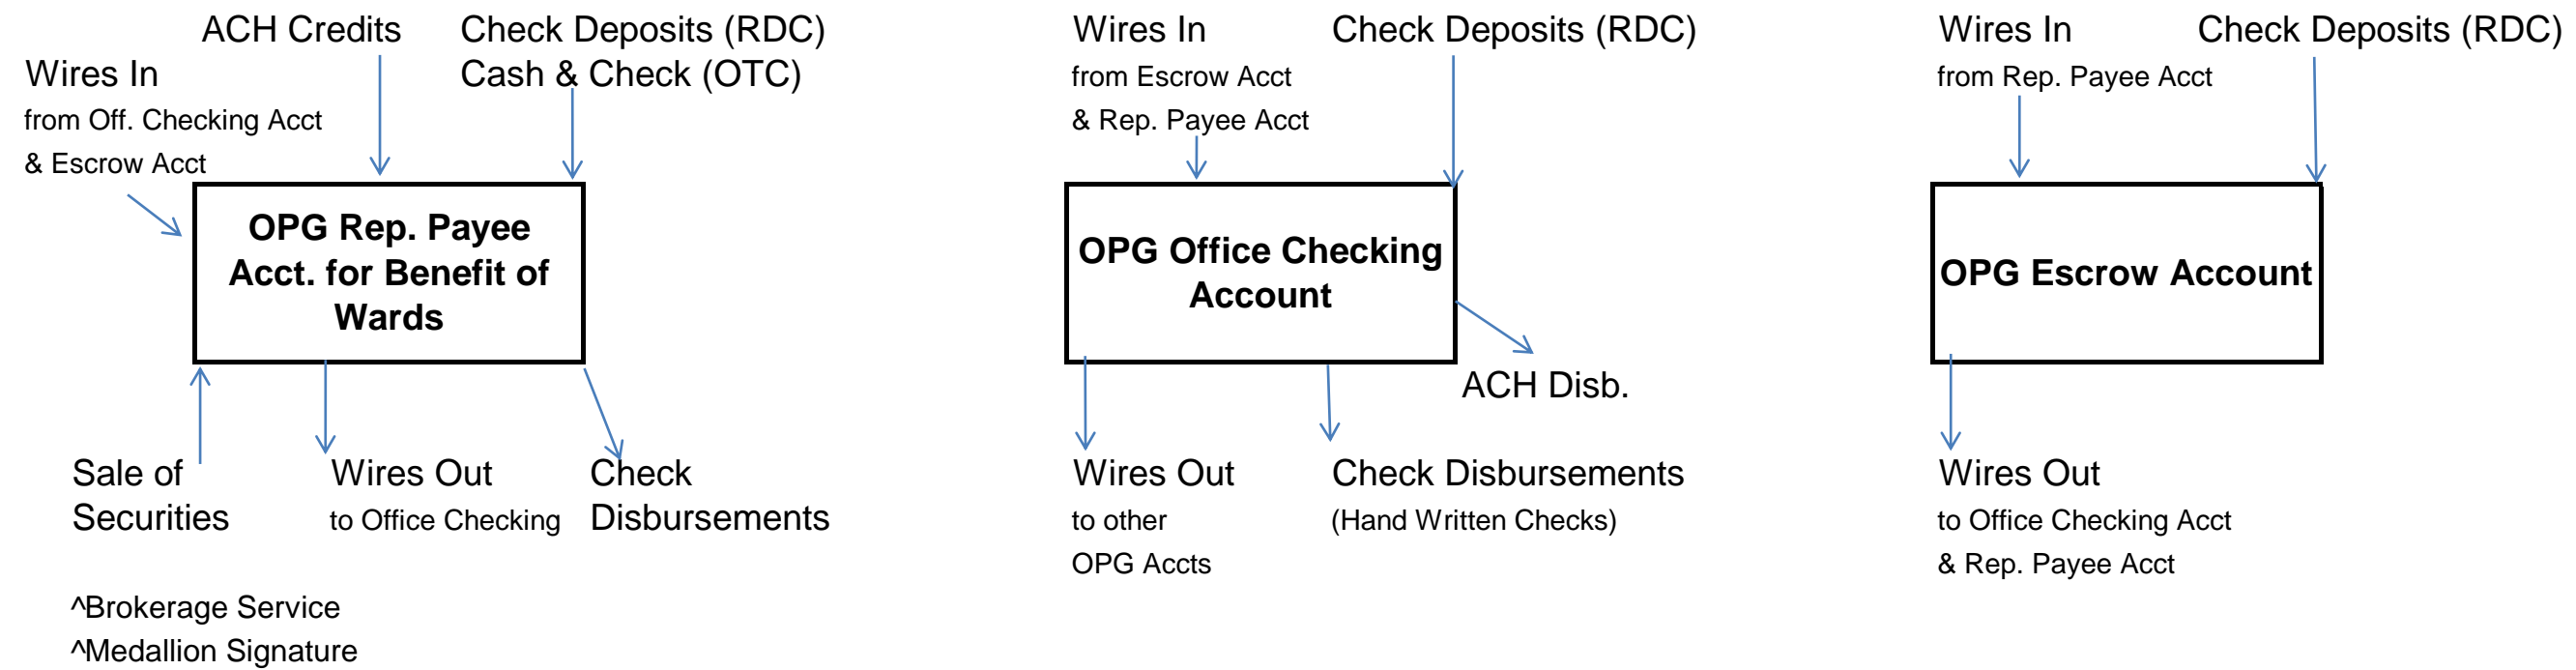 ACH Credits
Check Deposits (RDC)
Cash & Check (OTC)
Wires In
from Off. Checking Acct
& Escrow Acct
OPG Rep. Payee
Acct. for Benefit of
Wards
Sale of
Securities
Wires Out
to Office Checking
Check
Disbursements
^Brokerage Service
^Medallion Signature
Wires In
from Escrow Acct
& Rep. Payee Acct
Check Deposits (RDC)
OPG Office Checking
Account
ACH Disb.
Wires Out
to other
OPG Accts
Check Disbursements
(Hand Written Checks)
Wires In
from Rep. Payee Acct
Check Deposits (RDC)
OPG Escrow Account
Wires Out
to Office Checking Acct
& Rep. Payee Acct